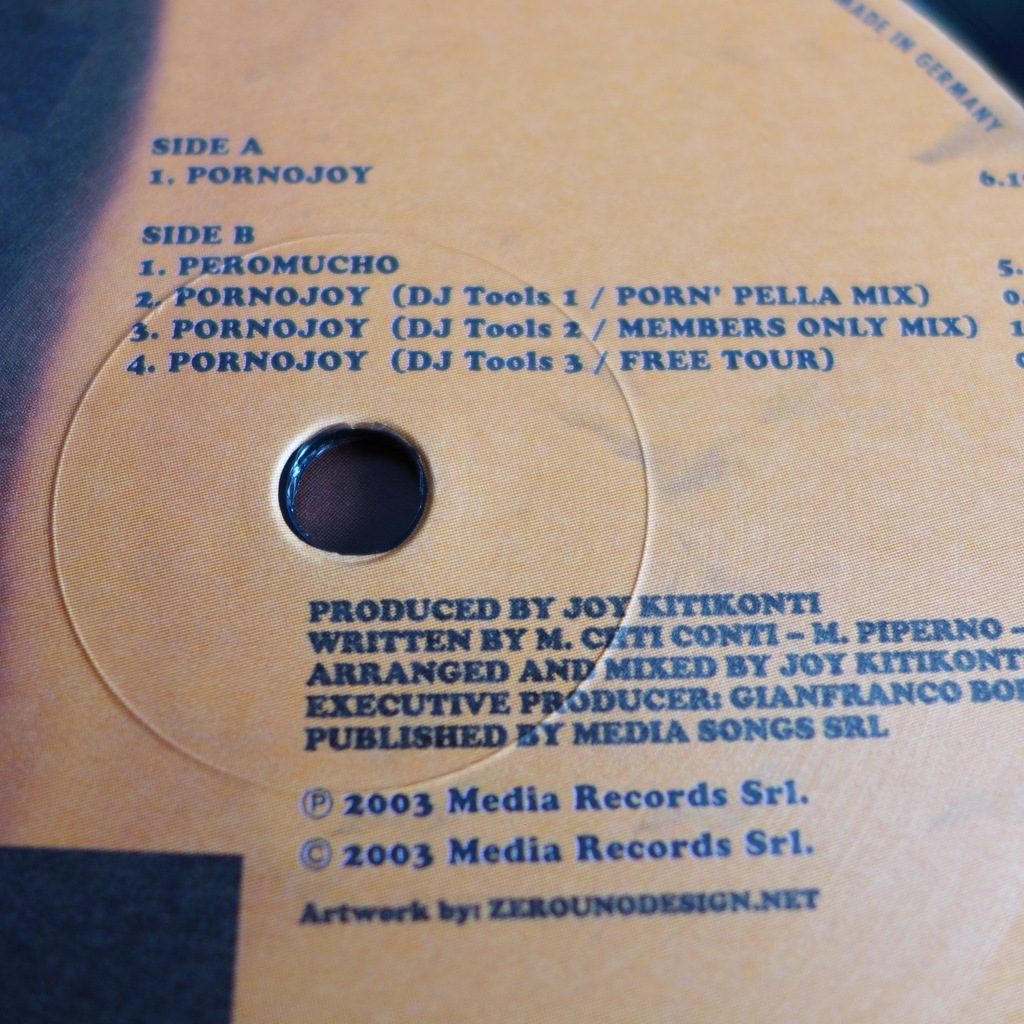 MADE IN GERMANY
SIDE A
1. PORNOJOY
SIDE B
1. PEROMUCHO 5.
2. PORNOJOY (DJ Tools 1 / PORN' PELLA MIX)
3. PORNOJOY (DJ Tools 2 / MEMBERS ONLY MIX)
4. PORNOJOY (DJ Tools 3 / FREE TOUR)
PRODUCED BY JOY KITIKONTI
WRITTEN BY M. CHTI CONTI – M. PIPERNO –
ARRANGED AND MIXED BY JOY KITIKONT
EXECUTIVE PRODUCER: GIANFRANCO
PUBLISHED BY MEDIA SONGS SRL
℗ 2003 Media Records Srl.
© 2003 Media Records Srl.
Artwork by: ZEROUNODESIGN.NET